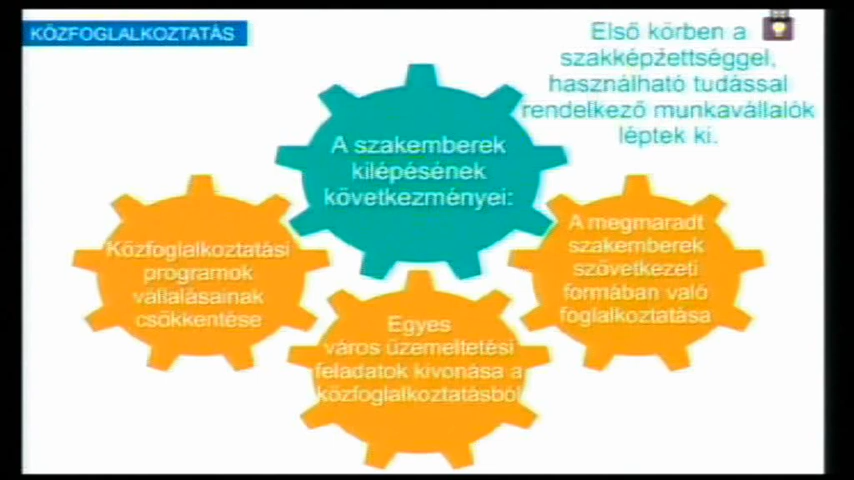 KÖZFOGLALKOZTATÁS
Első körben a
szakképzettséggel,
használható tudással
rendelkező munkavállalók
léptek ki.
A szakemberek
kilépésének
következményei:
Közfoglalkoztatási
programok
vállalásainak
csökkentése
Egyes
város üzemeltetési
feladatok kivonása a
közfoglalkoztatásból
A megmaradt
szakemberek
szövetkezeti
formában való
foglalkoztatása